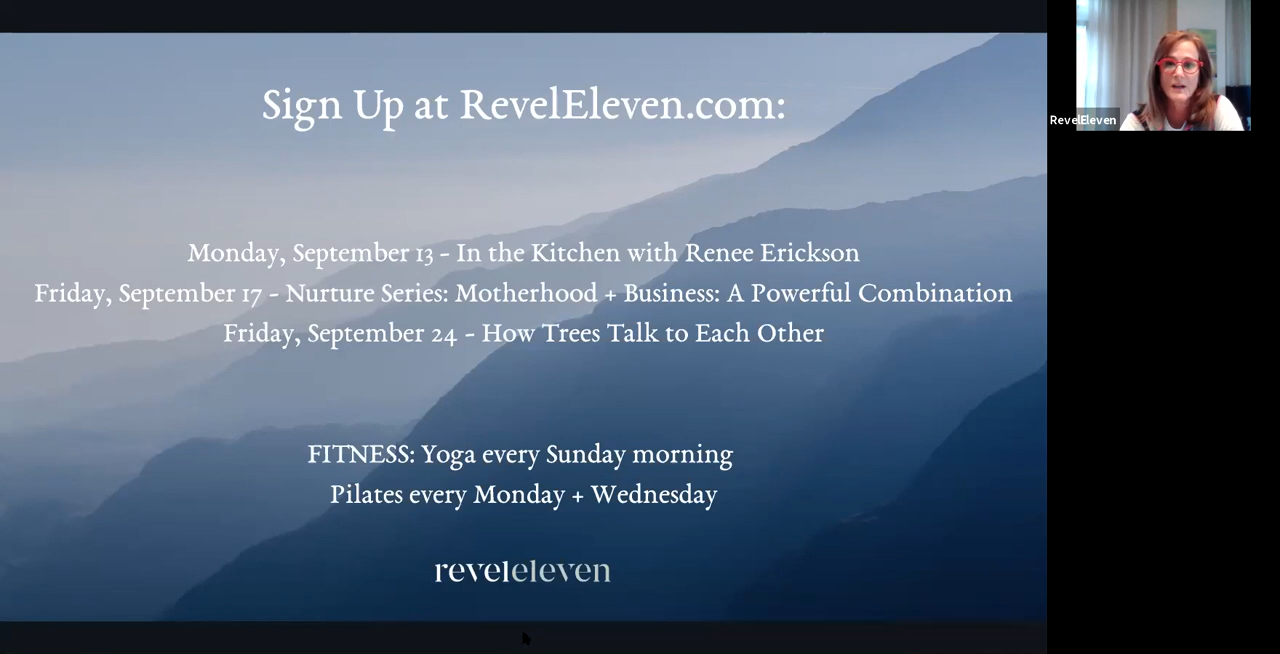 Sign Up at RevelEleven.com:
Monday, September 13 - In the Kitchen with Renee Erickson
Friday, September 17 - Nurture Series: Motherhood + Business: A Powerful Combination
Friday, September 24 - How Trees Talk to Each Other
FITNESS: Yoga every Sunday morning
Pilates every Monday + Wednesday
reveleleven
RevelEleven